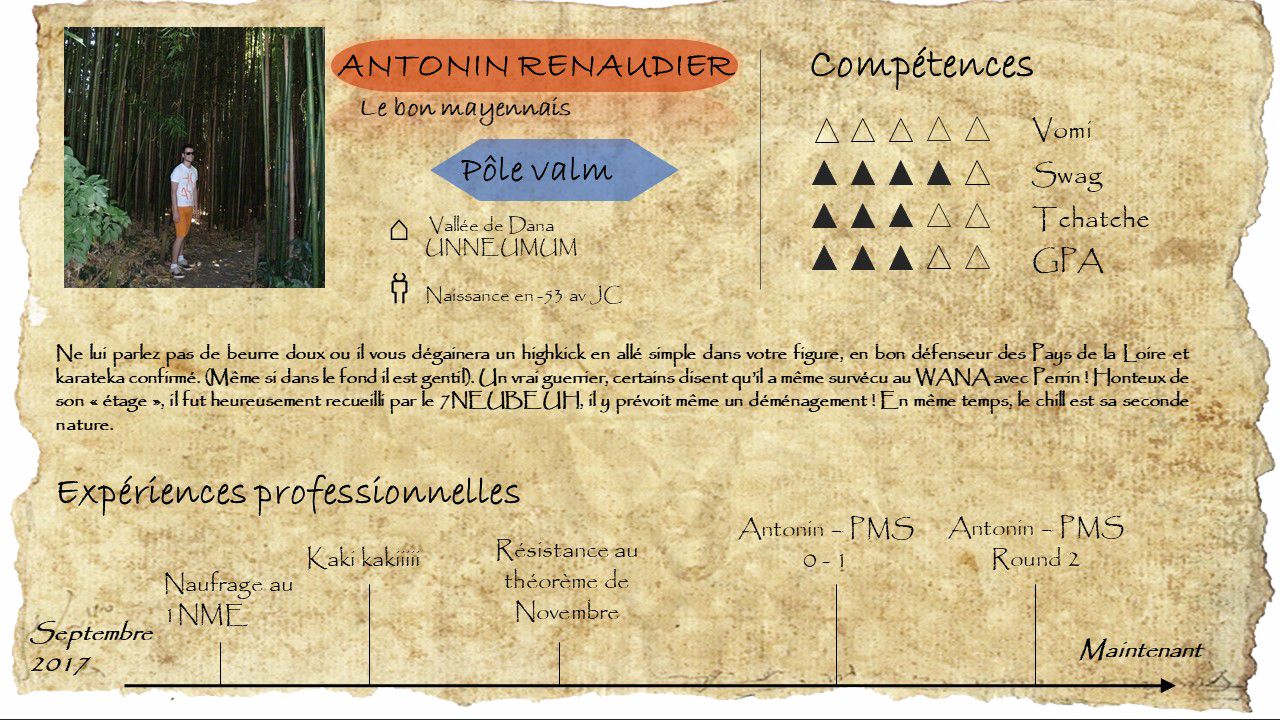 ANTONIN RENAUDIER
Le bon mayennais
Pôle valm
Vallée de Dana
UNNEUMUM
Naissance en -53 av JC
Compétences
Vomi
Swag
Tchatche
GPA
Ne lui parlez pas de beurre doux ou il vous dégainera un highkick en allé simple dans votre figure, en bon défenseur des Pays de la Loire et
karateka confirmé. (Même si dans le fond il est gentil). Un vrai guerrier, certains disent qu'il a même survécu au WANA avec Perrin ! Honteux de
son « étage », il fut heureusement recueilli par le 7NEUBEUH, il y prévoit même un déménagement ! En même temps, le chill est sa seconde
nature.
Expériences professionnelles
Septembre
2017
Naufrage au
1NME
Kaki kakiiiii
Résistance au
théorème de
Novembre
Antonin – PMS
0 - 1
Antonin – PMS
Round 2
Maintenant